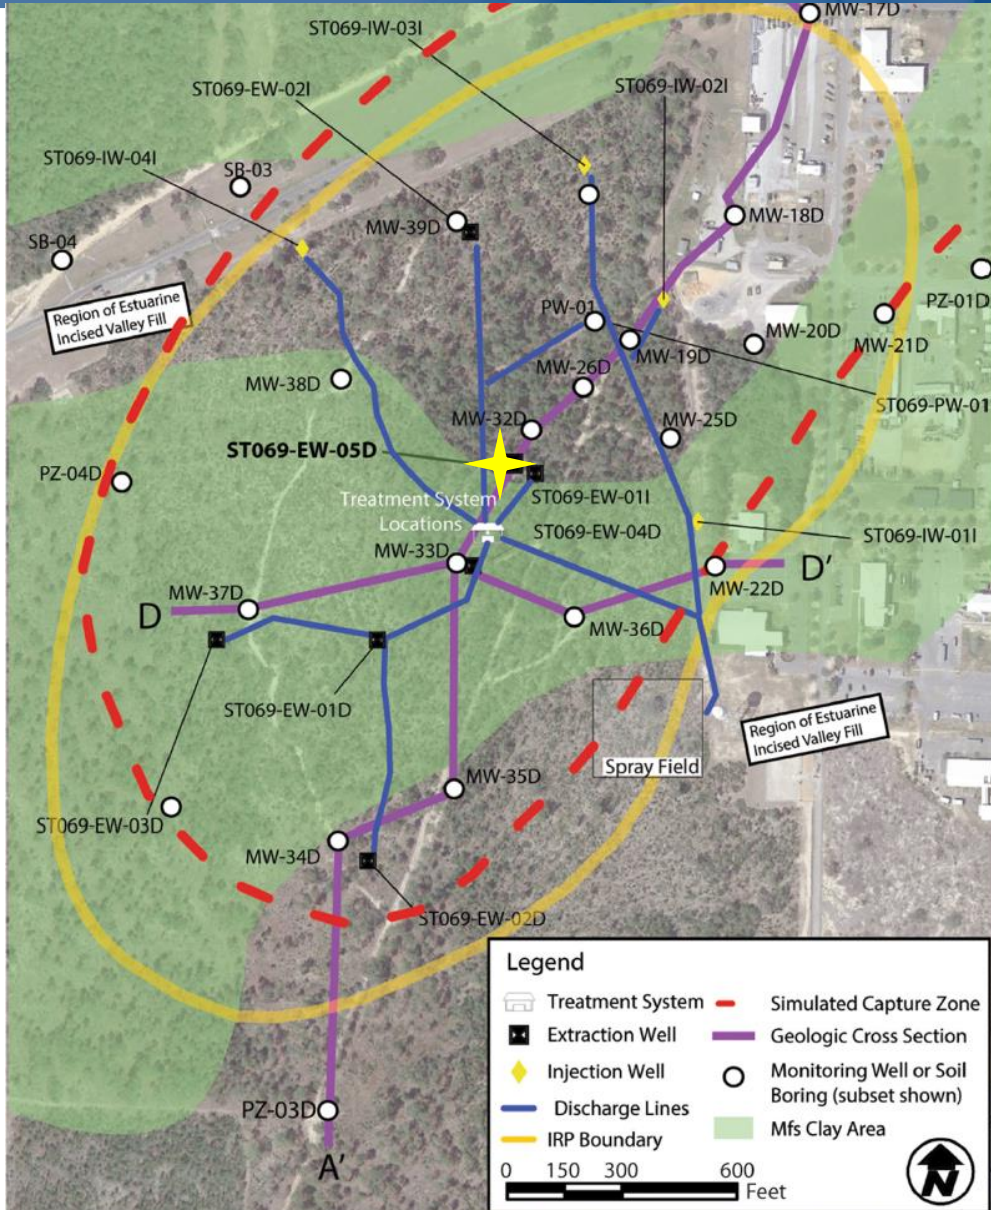 MW-17D
ST069-IW-03I
ST069-EW-02I
ST069-IW-02I
ST069-IW-04I
SB-03
MW-39D
MW-18D
SB-04
PZ-01D
Region of Estuarine
Incised Valley Fill
PW-01
MW-19D
MW-20D
MW-21D
MW-26D
MW-38D
ST069-PW-01
MW-32D
MW-25D
ST069-EW-05D
PZ-04D
ST069-EW-01I
Treatment System
Locations
ST069-EW-04D
ST069-IW-01I
MW-33D
D'
MW-22D
MW-37D
D
MW-36D
ST069-EW-01D
Region of Estuarine
Incised Valley Fill
Spray Field
MW-35D
ST069-EW-03D
MW-34D
ST069-EW-02D
PZ-03D
A'
Legend
Treatment System
Simulated Capture Zone
Extraction Well
Geologic Cross Section
Injection Well
Monitoring Well or Soil
Boring (subset shown)
Discharge Lines
Mfs Clay Area
IRP Boundary
0 150 300 600
Feet
N